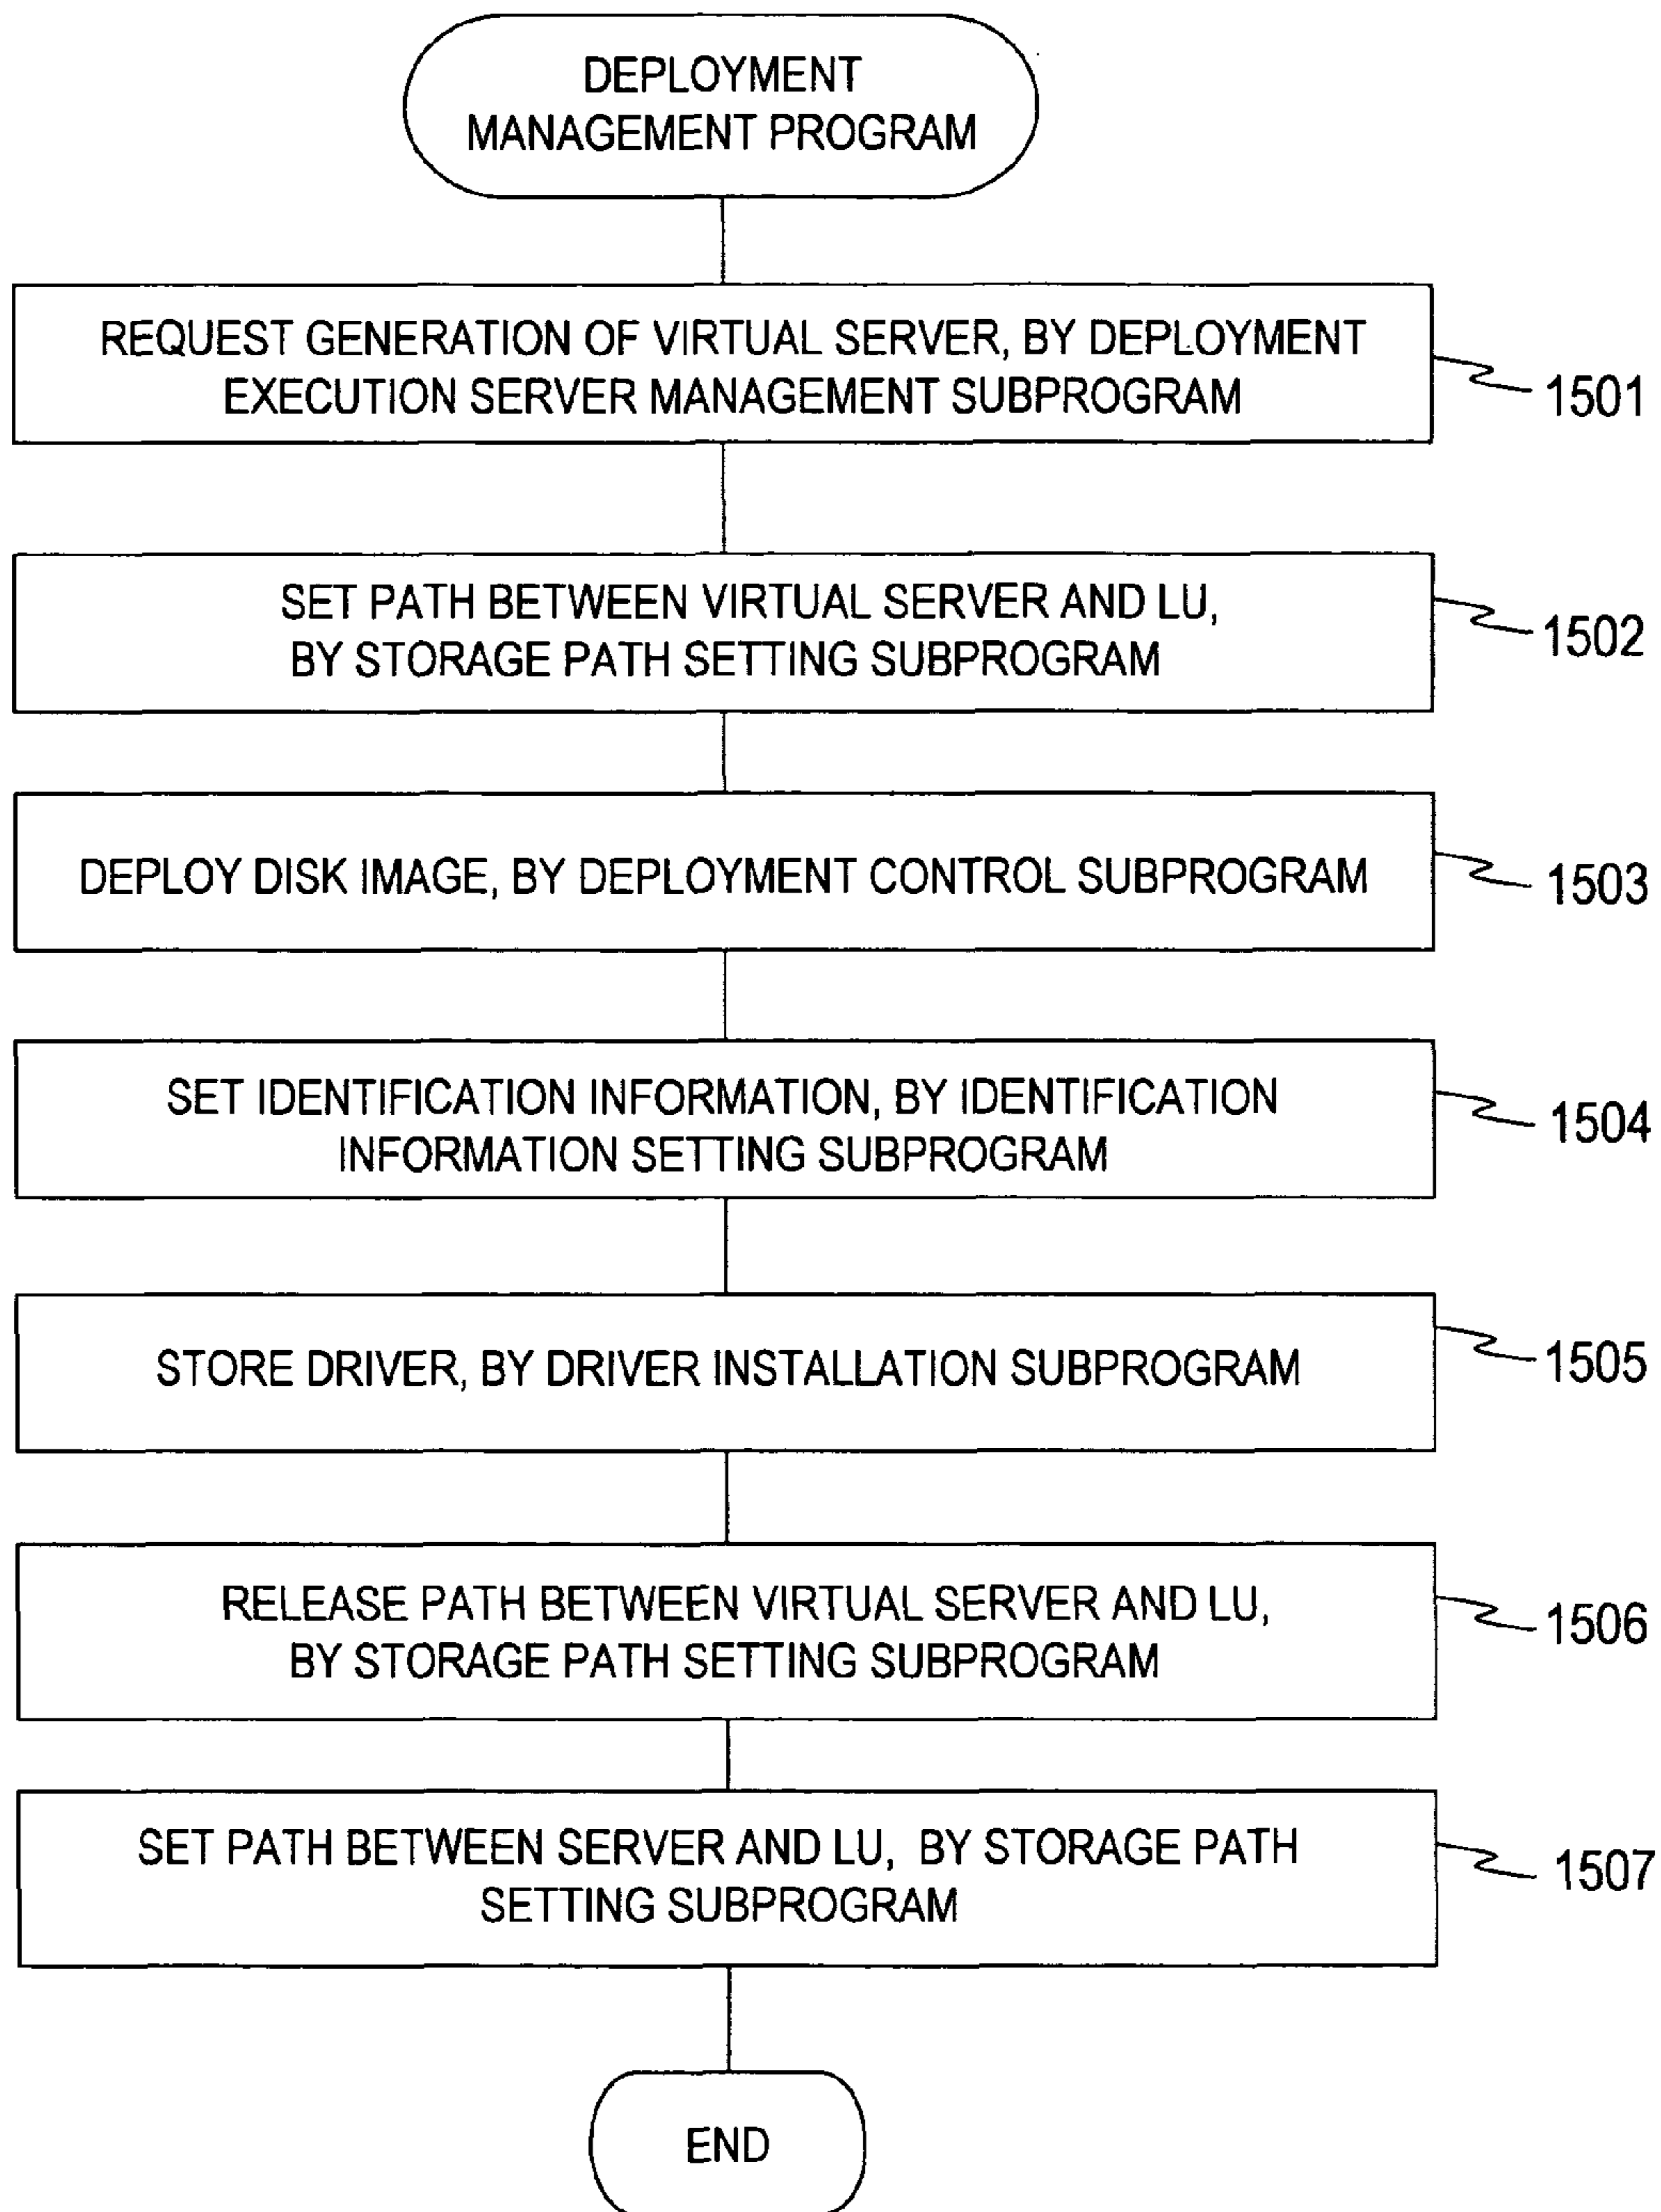 DEPLOYMENT
MANAGEMENT PROGRAM
REQUEST GENERATION OF VIRTUAL SERVER, BY DEPLOYMENT
EXECUTION SERVER MANAGEMENT SUBPROGRAM
1501
SET PATH BETWEEN VIRTUAL SERVER AND LU,
BY STORAGE PATH SETTING SUBPROGRAM
1502
DEPLOY DISK IMAGE, BY DEPLOYMENT CONTROL SUBPROGRAM
1503
SET IDENTIFICATION INFORMATION, BY IDENTIFICATION
INFORMATION SETTING SUBPROGRAM
1504
STORE DRIVER, BY DRIVER INSTALLATION SUBPROGRAM
1505
RELEASE PATH BETWEEN VIRTUAL SERVER AND LU,
BY STORAGE PATH SETTING SUBPROGRAM
1506
SET PATH BETWEEN SERVER AND LU, BY STORAGE PATH
SETTING SUBPROGRAM
1507
END